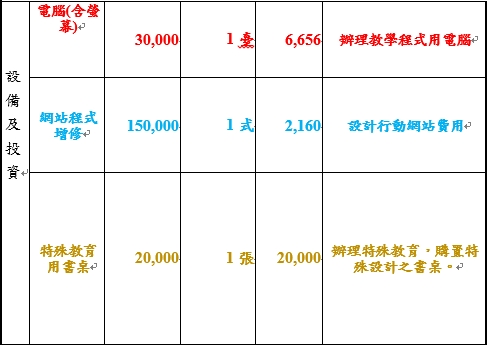 設備及投資
電腦(含螢
幕)
30,000
1 臺
6,656
辦理教學程式用電腦
網站程式
增修
150,000
1 式
2,160
設計行動網站費用
特殊教育
用書桌
20,000
1 張
20,000
辦理特殊教育，購置特
殊設計之書桌。